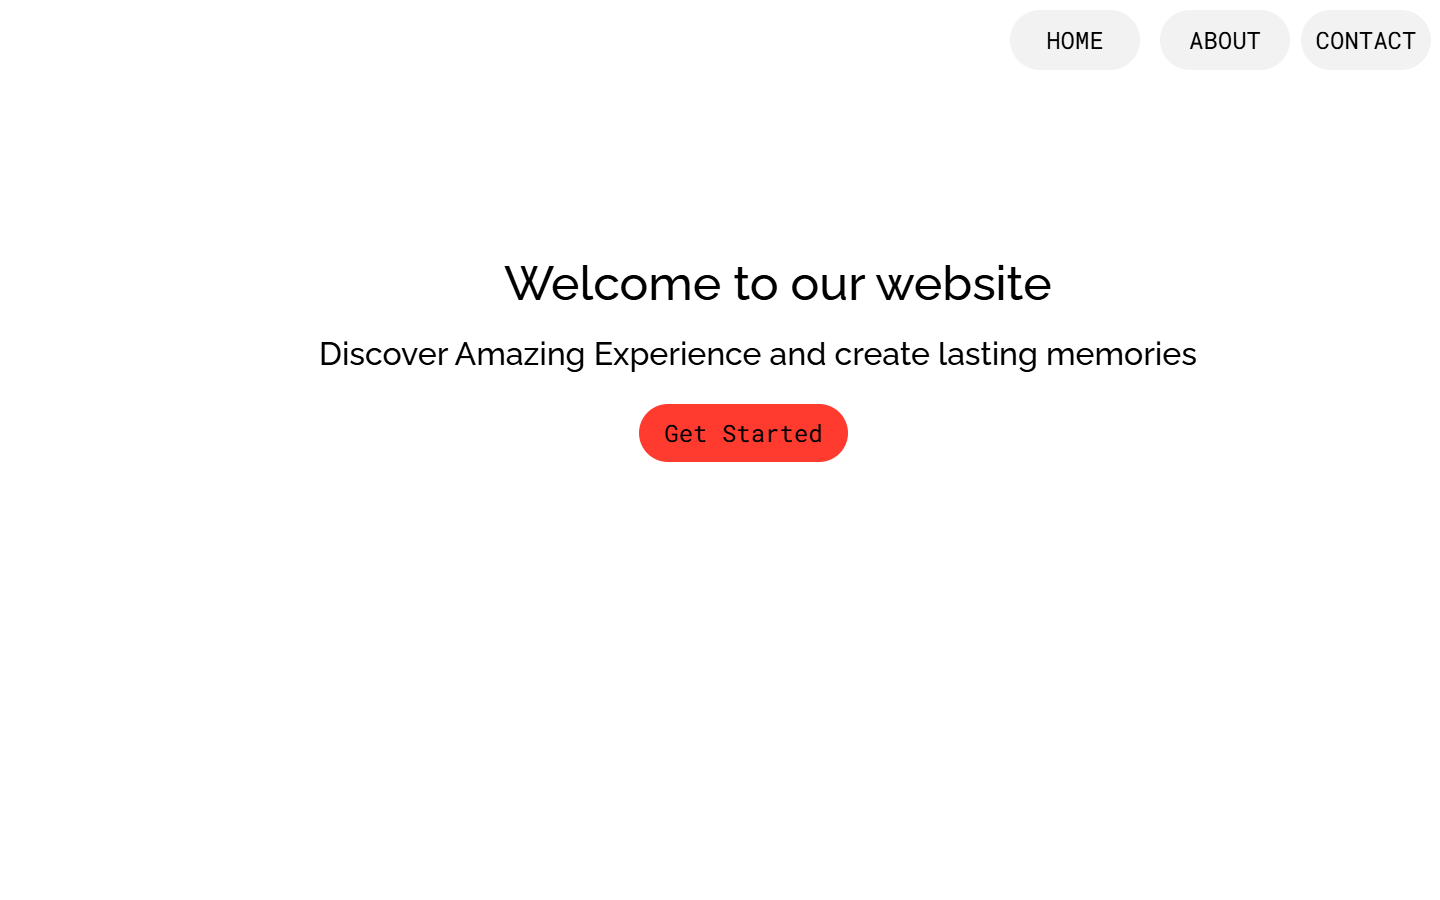 HOME ABOUT CONTACT
Welcome to our website
Discover Amazing Experience and create lasting memories
Get Started